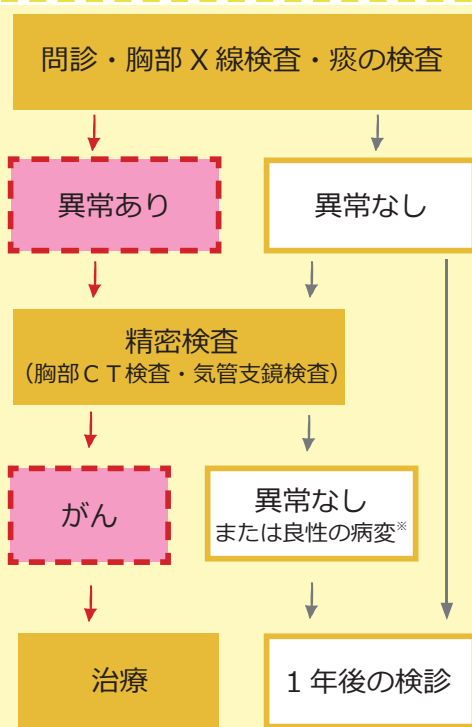 問診・胸部X線検査・痰の検査
異常あり
異常なし
精密検査
（胸部CT検査・気管支鏡検査）
がん
異常なし
または良性の病変※
治療
1年後の検診